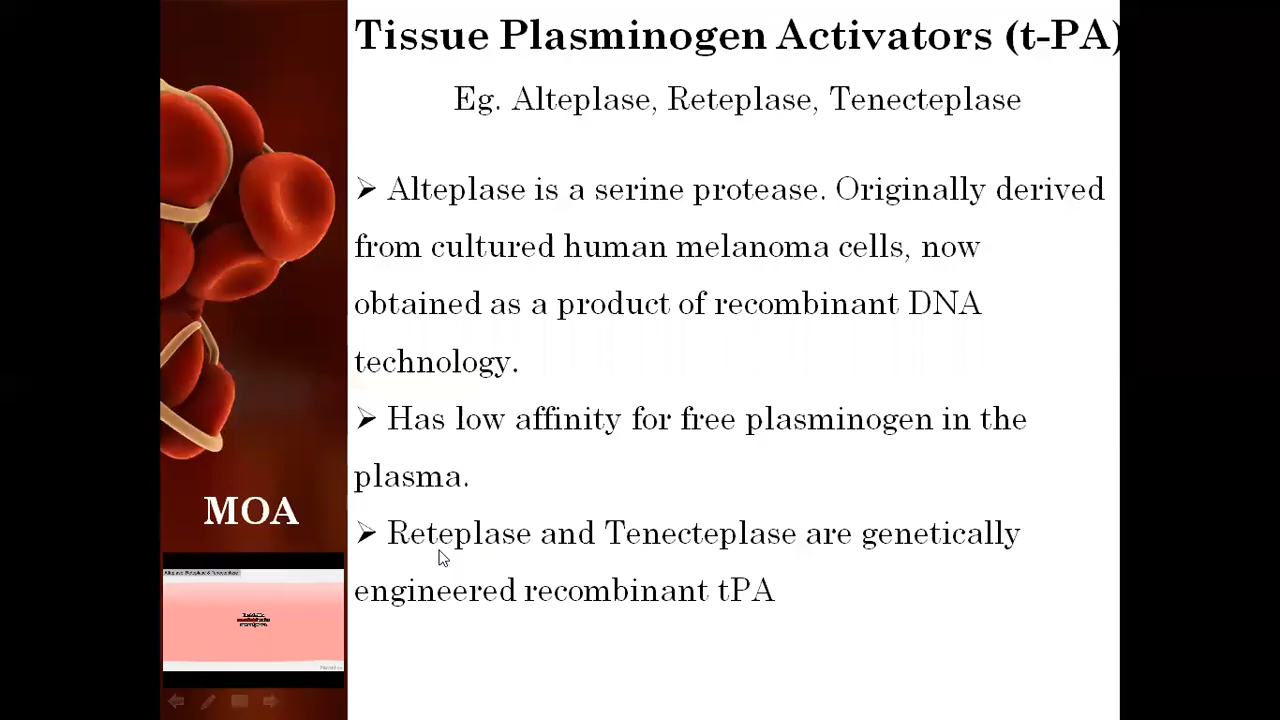 Tissue Plasminogen Activators (t-PA)
Eg. Alteplase, Reteplase, Tenecteplase
➢ Alteplase is a serine protease. Originally derived
from cultured human melanoma cells, now
obtained as a product of recombinant DNA
technology.
➢ Has low affinity for free plasminogen in the
plasma.
➢ Reteplase and Tenecteplase are genetically
engineered recombinant tPA
MOA